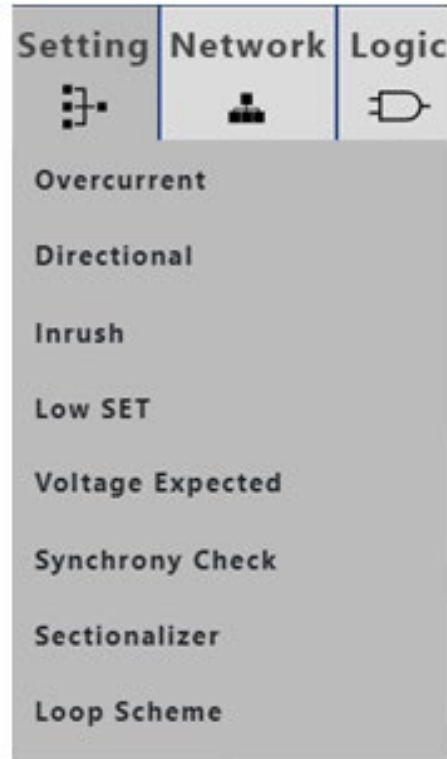 Setting Network Logic
Overcurrent
Directional
Inrush
Low SET
Voltage Expected
Synchrony Check
Sectionalizer
Loop Scheme